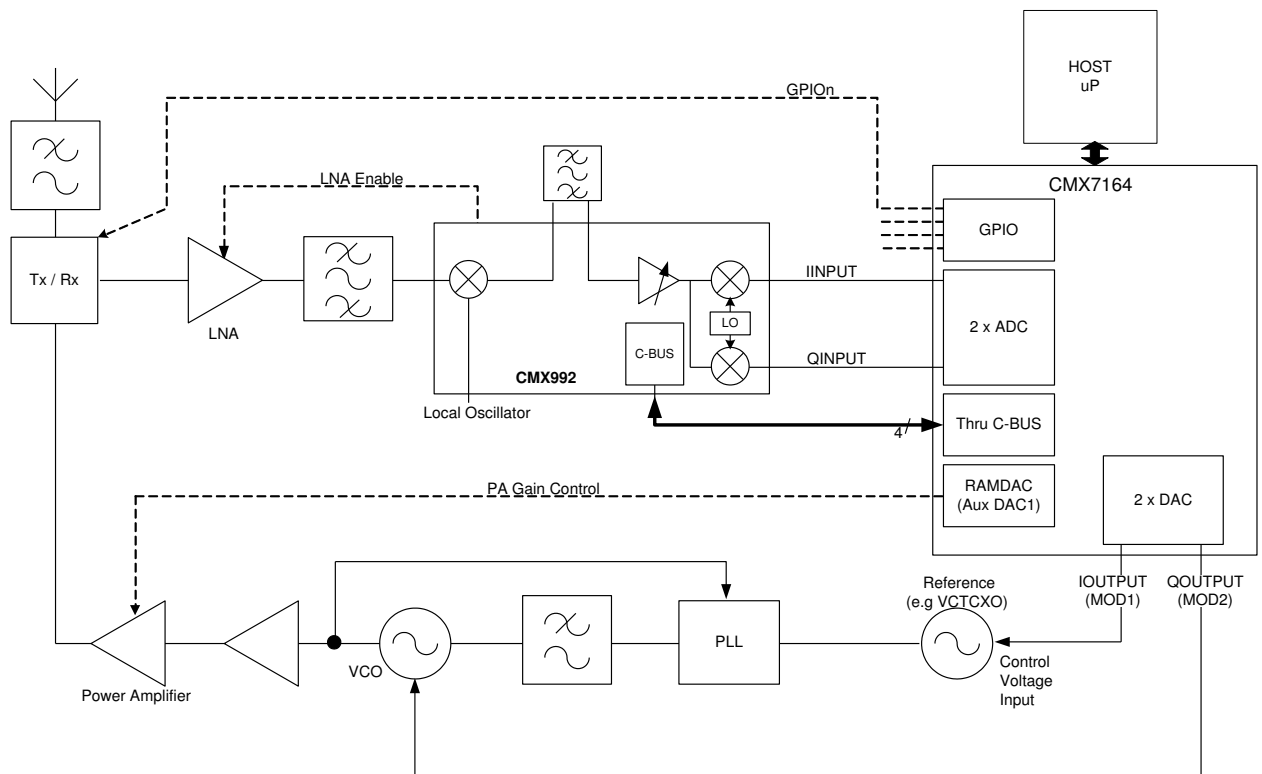 HOST
uP
GPIOn
CMX7164
LNA Enable
GPIO
Tx / Rx
IINPUT
LNA
LO
2 x ADC
C-BUS
QINPUT
CMX992
Local Oscillator
4
Thru C-BUS
PA Gain Control
RAMDAC
(Aux DAC1)
2 x DAC
Reference
(e.g VCTCXO)
IOUTPUT
(MOD1)
QOUTPUT
(MOD2)
PLL
VCO
Control
Voltage
Input
Power Amplifier